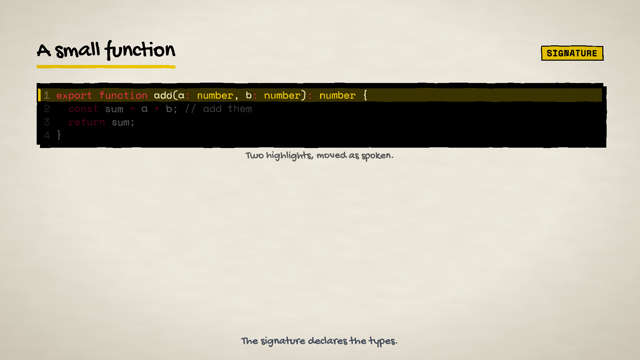 A small function
SIGNATURE
1 export function add(a: number, b: number): number {
2 const sum = a + b; // add them
3 return sum;
4 }
Two highlights, moved as spoken.
The signature declares the types.